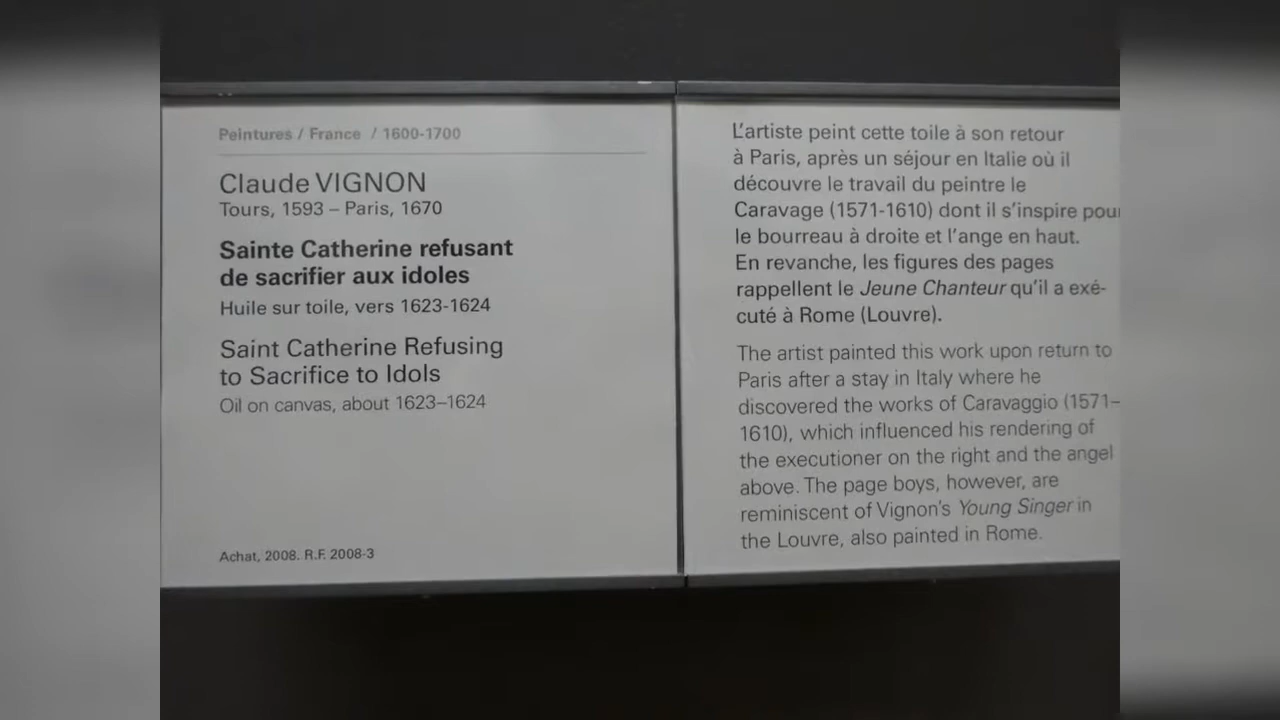 Peintures / France / 1600-1700
Claude VIGNON
Tours, 1593 – Paris, 1670
Sainte Catherine refusant
de sacrifier aux idoles
Huile sur toile, vers 1623-1624
Saint Catherine Refusing
to Sacrifice to Idols
Oil on canvas, about 1623–1624
Achat, 2008. R.F. 2008-3
L'artiste peint cette toile à son retour
à Paris, après un séjour en Italie où il
découvre le travail du peintre le
Caravage (1571-1610) dont il s'inspire pour
le bourreau à droite et l'ange en haut.
En revanche, les figures des pages
rappellent le Jeune Chanteur qu'il a exé-
cuté à Rome (Louvre).
The artist painted this work upon return to
Paris after a stay in Italy where he
discovered the works of Caravaggio (1571–
1610), which influenced his rendering of
the executioner on the right and the angel
above. The page boys, however, are
reminiscent of Vignon's Young Singer in
the Louvre, also painted in Rome.